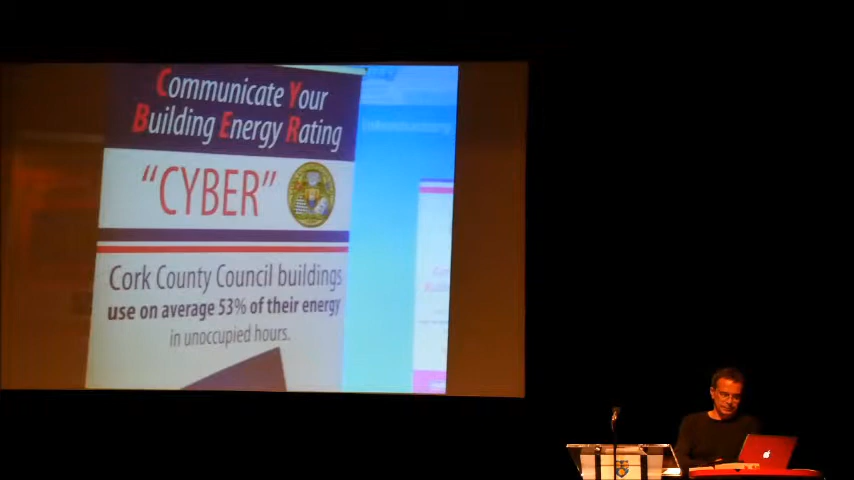 Communicate Your
Building Energy Rating
“CYBER”
Cork County Council buildings
use on average 53% of their energy
in unoccupied hours.